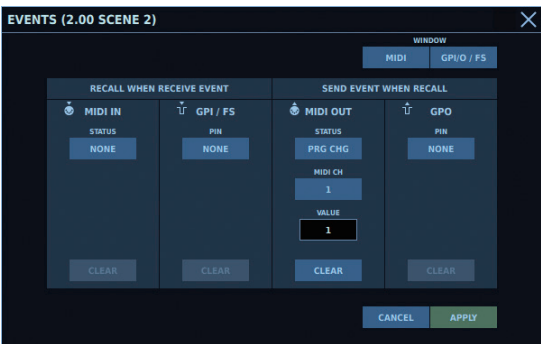 EVENTS (2.00 SCENE 2)
WINDOW
MIDI GPI/O / FS
RECALL WHEN RECEIVE EVENT SEND EVENT WHEN RECALL
MIDI IN GPI / FS MIDI OUT GPO
STATUS PIN STATUS PIN
NONE NONE PRG CHG NONE
MIDI CH
1
VALUE
1
CLEAR CLEAR CLEAR CLEAR
CANCEL APPLY